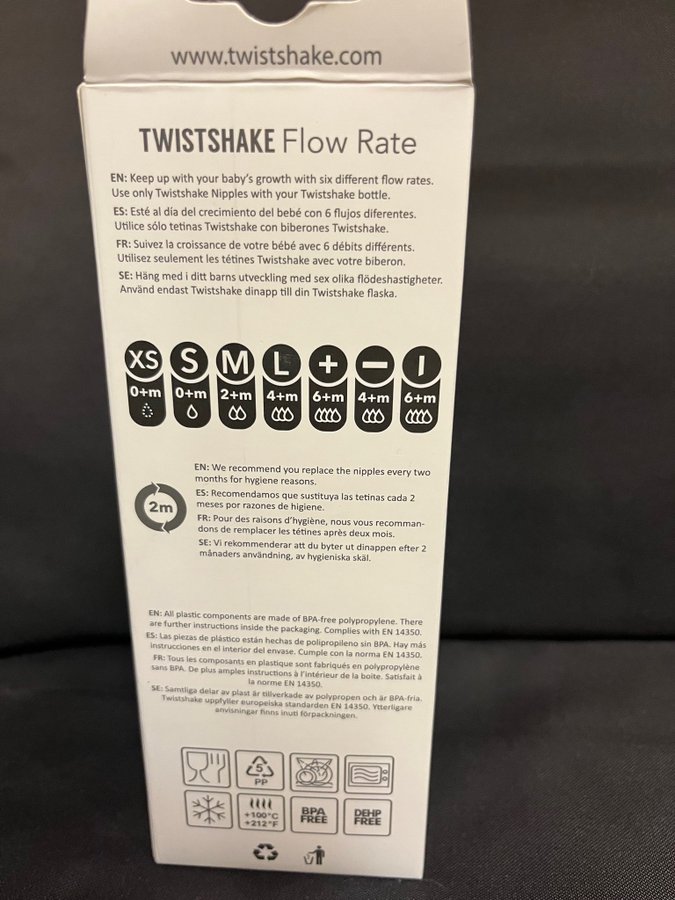 www.twistshake.com
TWISTSHAKE Flow Rate
EN: Keep up with your baby's growth with six different flow rates.
Use only Twistshake Nipples with your Twistshake bottle.
ES: Esté al día del crecimiento del bebé con 6 flujos diferentes.
Utilice sólo tetinas Twistshake con biberones Twistshake.
FR: Suivez la croissance de votre bébé avec 6 débits différents.
Utilisez seulement les tétines Twistshake avec votre biberon.
SE: Häng med i ditt barns utveckling med sex olika flödeshastigheter.
Använd endast Twistshake dinapp till din Twistshake flaska.
XS S M L + − I
0+m 0+m 2+m 4+m 6+m 4+m 6+m
EN: We recommend you replace the nipples every two
months for hygiene reasons.
ES: Recomendamos que sustituya las tetinas cada 2
meses por razones de higiene.
2m
FR: Pour des raisons d'hygiène, nous vous recomman-
dons de remplacer les tétines après deux mois.
SE: Vi rekommenderar att du byter ut dinappen efter 2
månaders användning, av hygieniska skäl.
EN: All plastic components are made of BPA-free polypropylene. There
are further instructions inside the packaging. Complies with EN 14350.
ES: Las piezas de plástico están hechas de polipropileno sin BPA. Hay más
instrucciones en el interior del envase. Cumple con la norma EN 14350.
FR: Tous les composants en plastique sont fabriqués en polypropylène
sans BPA. De plus amples instructions à l'intérieur de la boite. Satisfait à
la norme EN 14350.
SE: Samtliga delar av plast är tillverkade av polypropen och är BPA-fria.
Twistshake uppfyller europeiska standarden EN 14350. Ytterligare
anvisningar finns inuti förpackningen.
5
PP
+100°C
+212°F
BPA
FREE
DEHP
FREE